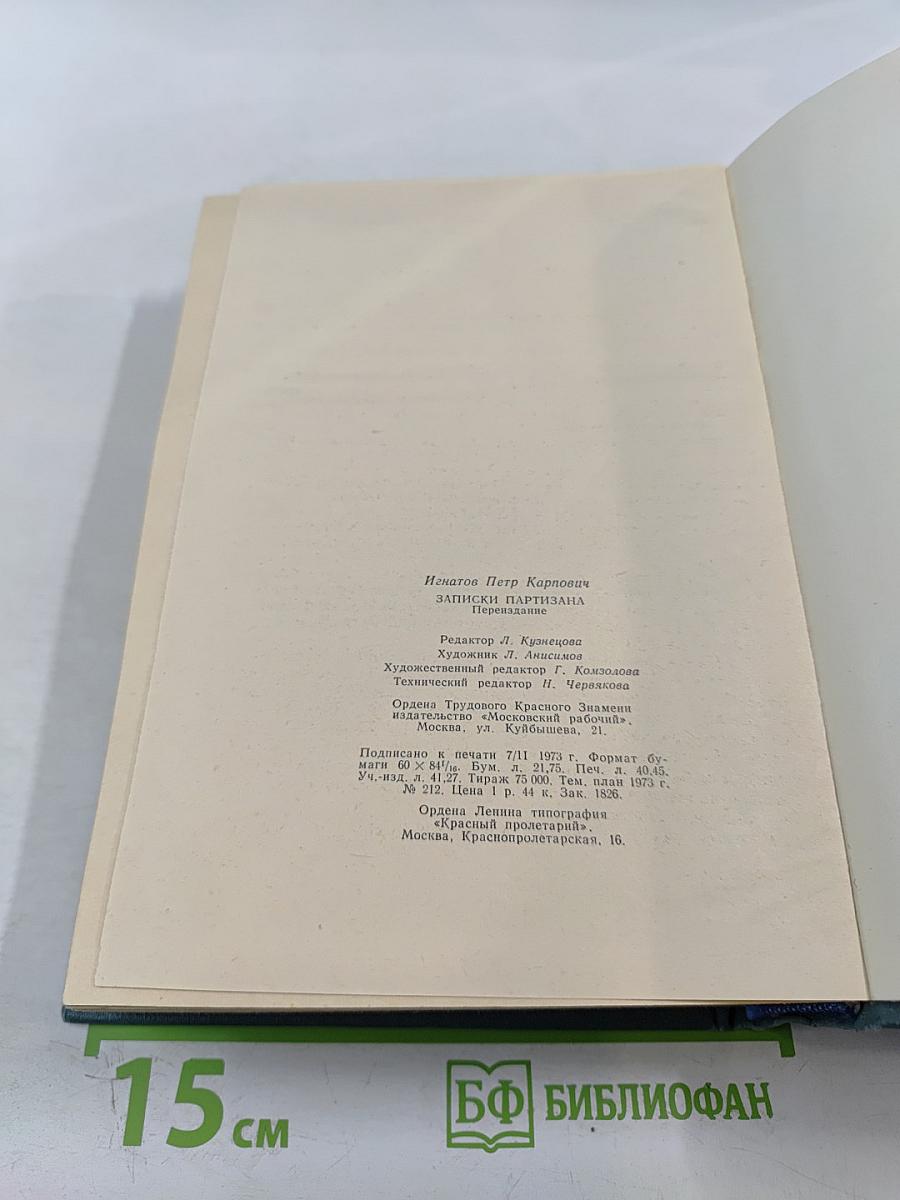 Игнатов Петр Карпович
ЗАПИСКИ ПАРТИЗАНА
Переиздание
Редактор Л. Кузнецова
Художник Л. Анисимов
Художественный редактор Г. Комзолова
Технический редактор Н. Червякова
Ордена Трудового Красного Знамени
издательство «Московский рабочий».
Москва, ул. Куйбышева, 21.
Подписано к печати 7/II 1973 г. Формат бу-
маги 60 × 84¹/₁₆. Бум. л. 21,75. Печ. л. 40,45.
Уч.-изд. л. 41,27. Тираж 75 000. Тем. план 1973 г.
№ 212. Цена 1 р. 44 к. Зак. 1826.
Ордена Ленина типография
«Красный пролетарий».
Москва, Краснопролетарская, 16.
15 см
БФ БИБЛИОФАН